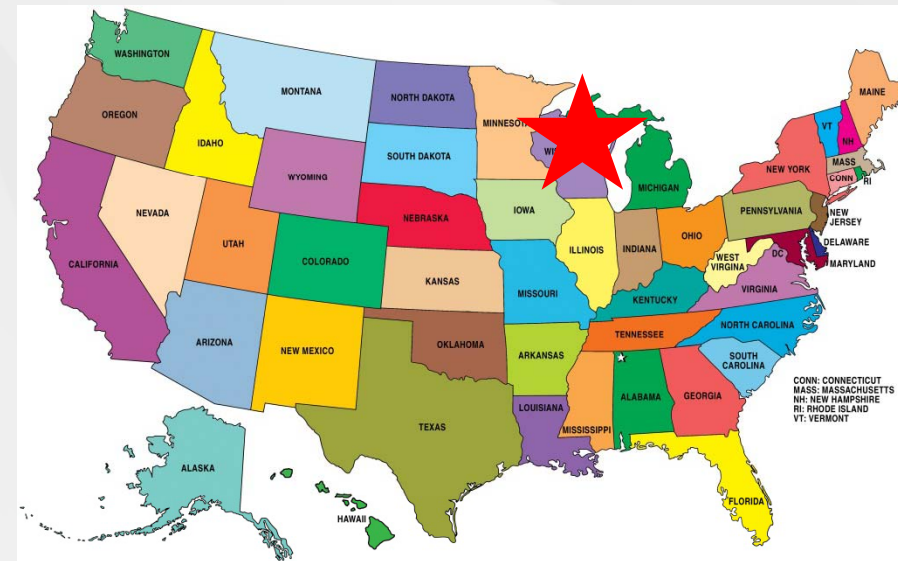 WASHINGTON
OREGON
CALIFORNIA
IDAHO
NEVADA
MONTANA
WYOMING
UTAH
COLORADO
ARIZONA
NEW MEXICO
NORTH DAKOTA
SOUTH DAKOTA
NEBRASKA
KANSAS
OKLAHOMA
TEXAS
MINNESOT
IOWA
MISSOURI
ARKANSAS
LOUISIANA
WI
ILLINOIS
MICHIGAN
INDIANA
OHIO
KENTUCKY
TENNESSEE
MISSISSIPPI
ALABAMA
GEORGIA
FLORIDA
SOUTH
CAROLINA
NORTH CAROLINA
VIRGINIA
WEST
VIRGINA
DC
PENNSYLVANIA
NEW YORK
VT
NH
MAINE
MASS
CONN
RI
NEW
JERSEY
DELAWARE
MARYLAND
ALASKA
HAWAII
CONN: CONNECTICUT
MASS: MASSACHUSETTS
NH: NEW HAMPSHIRE
RI: RHODE ISLAND
VT: VERMONT